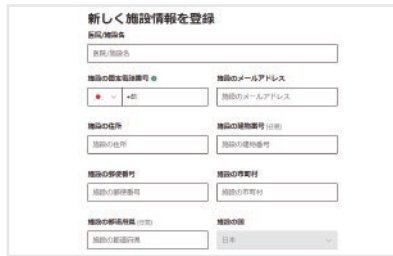 新しく施設情報を登録
医院/施設名
医院/施設名
施設の固定電話番号
施設のメールアドレス
+81
施設のメールアドレス
施設の住所
施設の建物番号 (任意)
施設の住所
施設の建物番号
施設の郵便番号
施設の市町村
施設の郵便番号
施設の市町村
施設の都道府県 (任意)
施設の国
施設の都道府県
日本